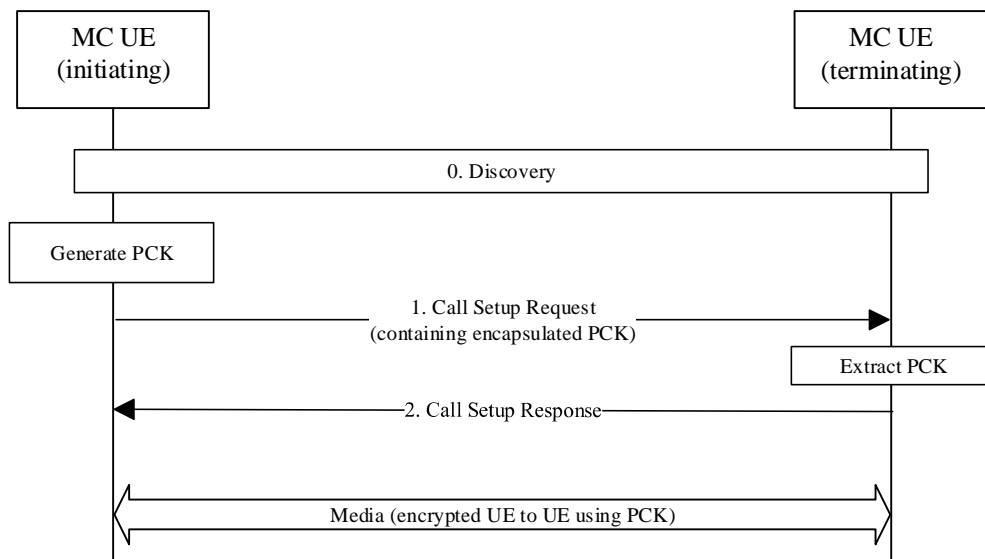 MC UE
(initiating)
MC UE
(terminating)
0. Discovery
Generate PCK
1. Call Setup Request
(containing encapsulated PCK)
Extract PCK
2. Call Setup Response
Media (encrypted UE to UE using PCK)